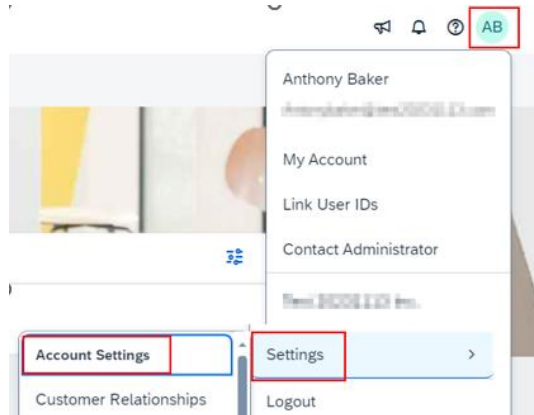 AB
Anthony Baker
My Account
Link User IDs
Contact Administrator
Settings
Account Settings
Customer Relationships
Logout